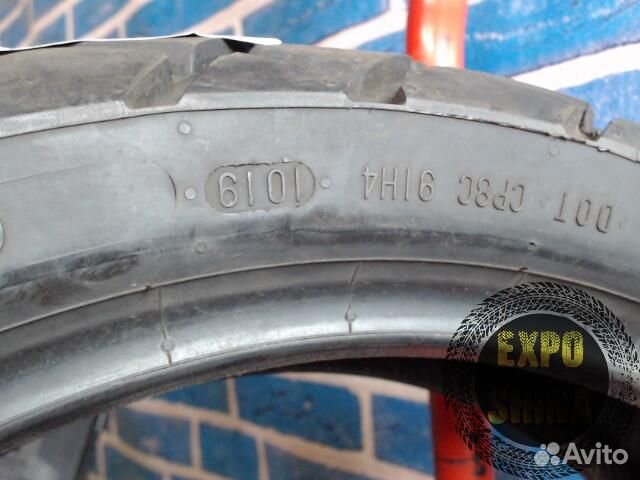 DOT · CP8C 91H4 · 1019 ·
EXPO
SHINA
Avito